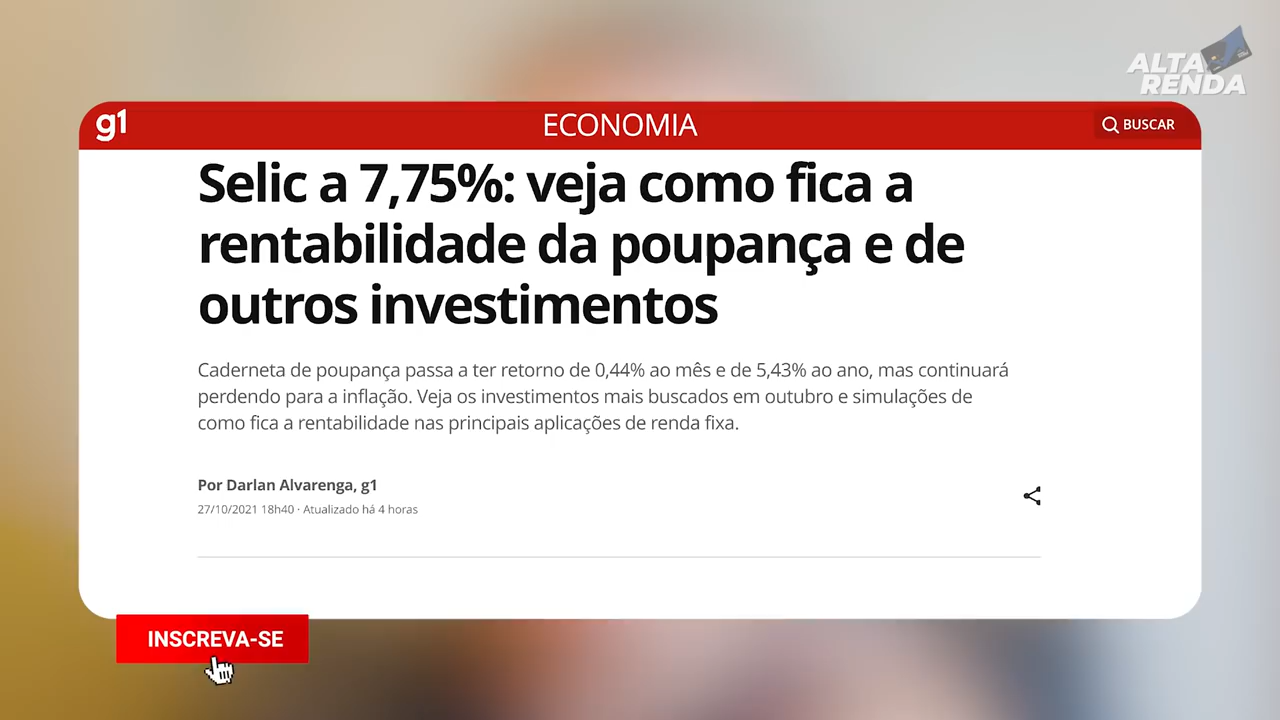 ALTA
RENDA
g1
ECONOMIA
BUSCAR
Selic a 7,75%: veja como fica a
rentabilidade da poupança e de
outros investimentos
Caderneta de poupança passa a ter retorno de 0,44% ao mês e de 5,43% ao ano, mas continuará
perdendo para a inflação. Veja os investimentos mais buscados em outubro e simulações de
como fica a rentabilidade nas principais aplicações de renda fixa.
Por Darlan Alvarenga, g1
27/10/2021 18h40 · Atualizado há 4 horas
INSCREVA-SE